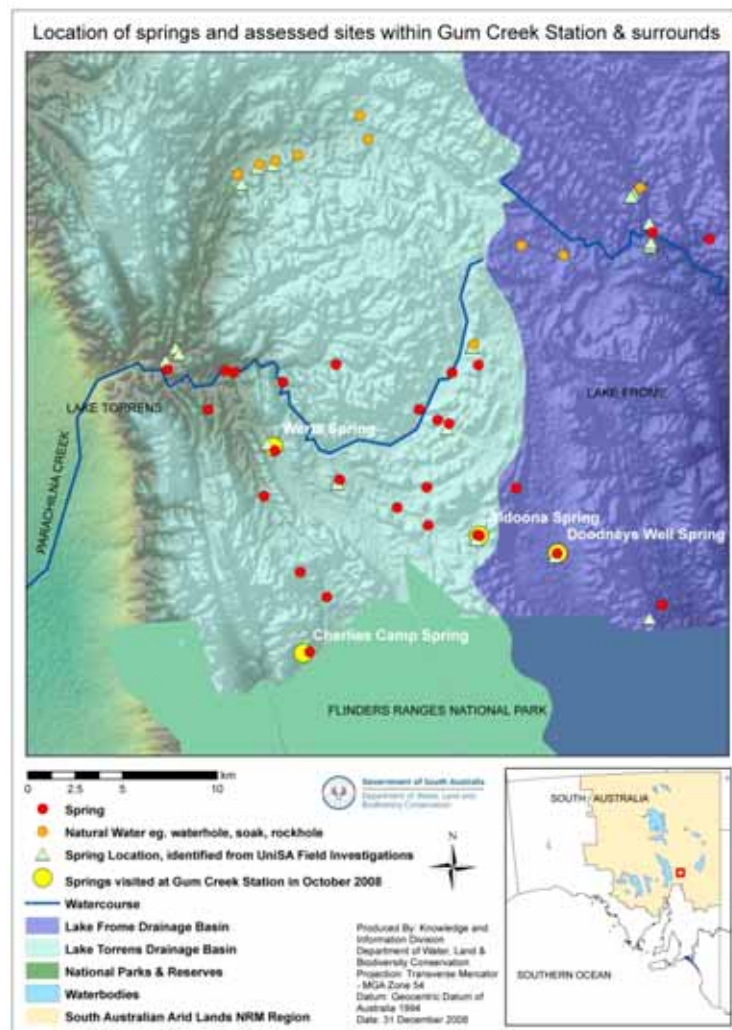 Location of springs and assessed sites within Gum Creek Station & surrounds
LAKE TORRENS
LAKE FROME
PARACHILNA CREEK
Spring
Spring
Doodneys Well Spring
Charlies Camp Spring
FLINDERS RANGES NATIONAL PARK
0 2.5 5 10
km
Spring
Natural Water eg. waterhole, soak, rockhole
Spring Location, identified from UniSA Field Investigations
Springs visited at Gum Creek Station in October 2008
Watercourse
Lake Frome Drainage Basin
Lake Torrens Drainage Basin
National Parks & Reserves
Waterbodies
South Australian Arid Lands NRM Region
Government of South Australia
Department of Water, Land and
Biodiversity Conservation
N
Produced By: Knowledge and
Information Division
Department of Water, Land &
Biodiversity Conservation
Projection: Transverse Mercator
- MGA Zone 54
Datum: Geocentric Datum of
Australia 1994
Date: 31 December 2008
SOUTH AUSTRALIA
SOUTHERN OCEAN